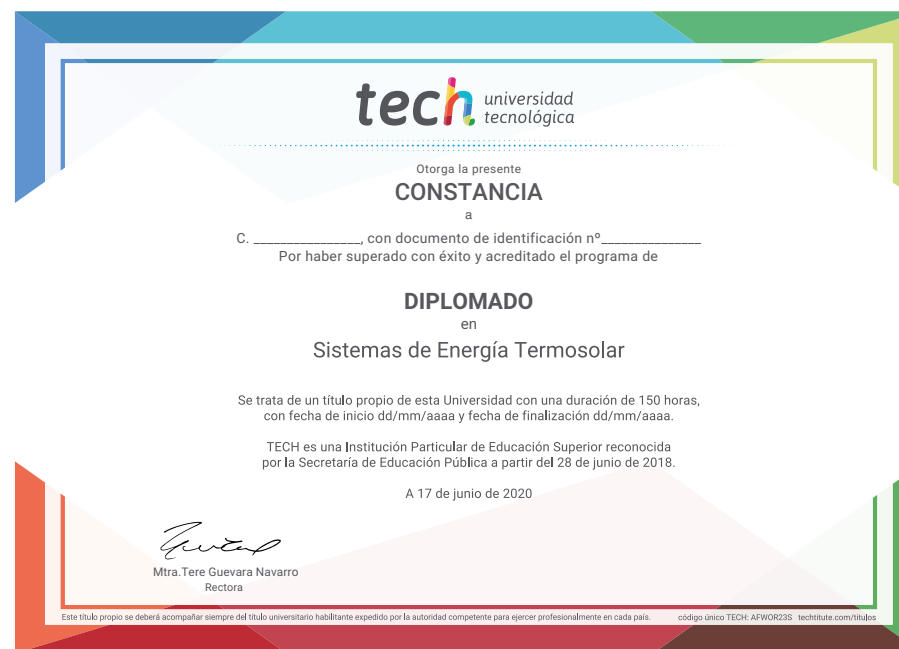 tech universidad
tecnológica
Otorga la presente
CONSTANCIA
a
C. ________________, con documento de identificación nº_______________
Por haber superado con éxito y acreditado el programa de
DIPLOMADO
en
Sistemas de Energía Termosolar
Se trata de un título propio de esta Universidad con una duración de 150 horas,
con fecha de inicio dd/mm/aaaa y fecha de finalización dd/mm/aaaa.
TECH es una Institución Particular de Educación Superior reconocida
por la Secretaría de Educación Pública a partir del 28 de junio de 2018.
A 17 de junio de 2020
Mtra.Tere Guevara Navarro
Rectora
Este título propio se deberá acompañar siempre del título universitario habilitante expedido por la autoridad competente para ejercer profesionalmente en cada país. código único TECH: AFWOR23S techtitute.com/titulos